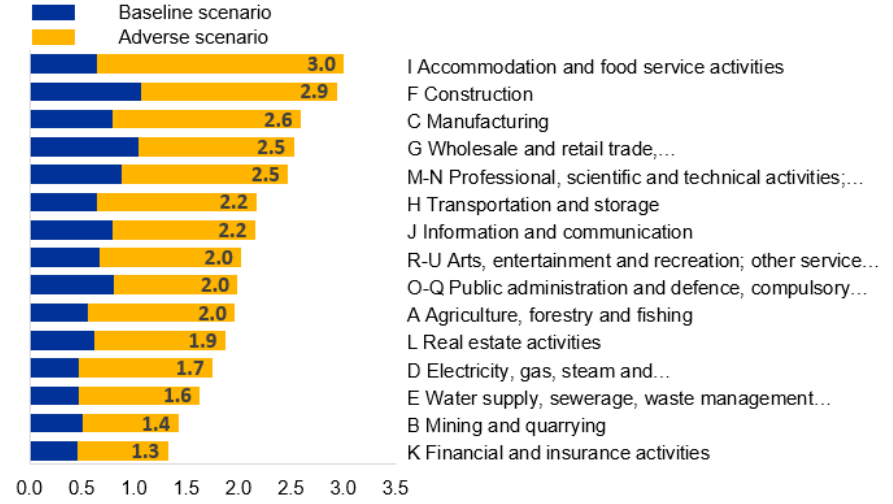 Baseline scenario
Adverse scenario
3.0 I Accommodation and food service activities
2.9 F Construction
2.6 C Manufacturing
2.5 G Wholesale and retail trade,...
2.5 M-N Professional, scientific and technical activities;...
2.2 H Transportation and storage
2.2 J Information and communication
2.0 R-U Arts, entertainment and recreation; other service...
2.0 O-Q Public administration and defence, compulsory...
2.0 A Agriculture, forestry and fishing
1.9 L Real estate activities
1.7 D Electricity, gas, steam and...
1.6 E Water supply, sewerage, waste management...
1.4 B Mining and quarrying
1.3 K Financial and insurance activities
0.0 0.5 1.0 1.5 2.0 2.5 3.0 3.5